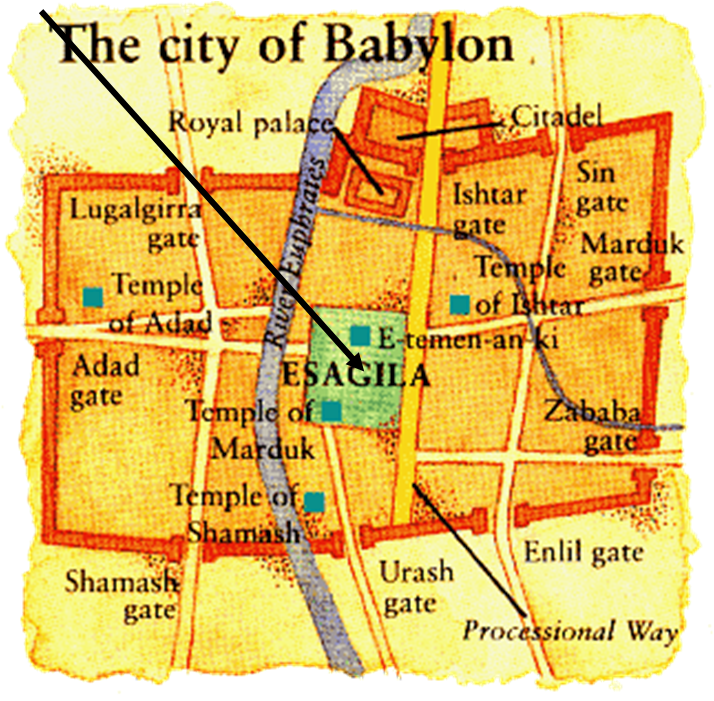 The city of Babylon
Royal palace
Citadel
Sin
gate
Ishtar
gate
Lugalgirra
gate
River Euphrates
Marduk
gate
Temple
of Adad
Temple
of Ishtar
E-temen-an-ki
Adad
gate
ESAGILA
Temple of
Marduk
Zababa
gate
Temple of
Shamash
Shamash
gate
Urash
gate
Enlil gate
Processional Way